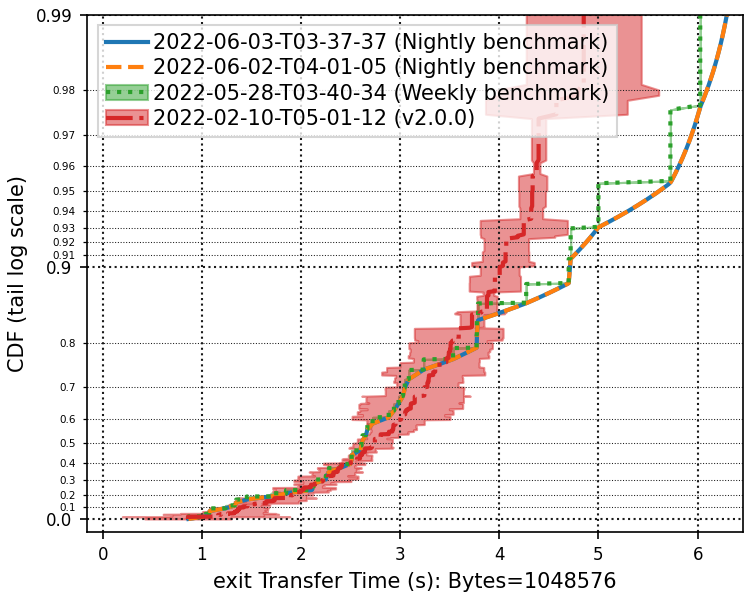 0.99
2022-06-03-T03-37-37 (Nightly benchmark)
2022-06-02-T04-01-05 (Nightly benchmark)
2022-05-28-T03-40-34 (Weekly benchmark)
2022-02-10-T05-01-12 (v2.0.0)
0.98
0.97
0.96
0.95
0.94
0.93
0.92
0.91
0.9
0.8
0.7
0.6
0.5
0.4
0.3
0.2
0.1
0.0
CDF (tail log scale)
0 1 2 3 4 5 6
exit Transfer Time (s): Bytes=1048576